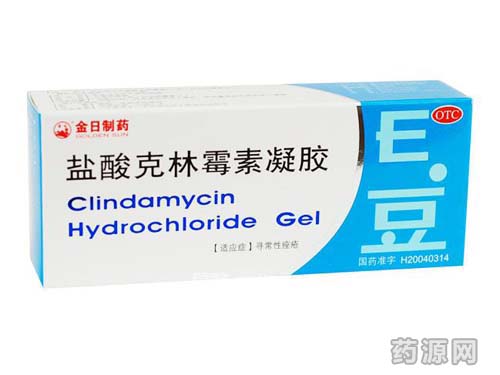 金日制药
GOLDEN SUN
盐酸克林霉素凝胶
Clindamycin
Hydrochloride Gel
【适应症】寻常性痤疮
OTC
E
豆
国药准字 H20040314
药源网